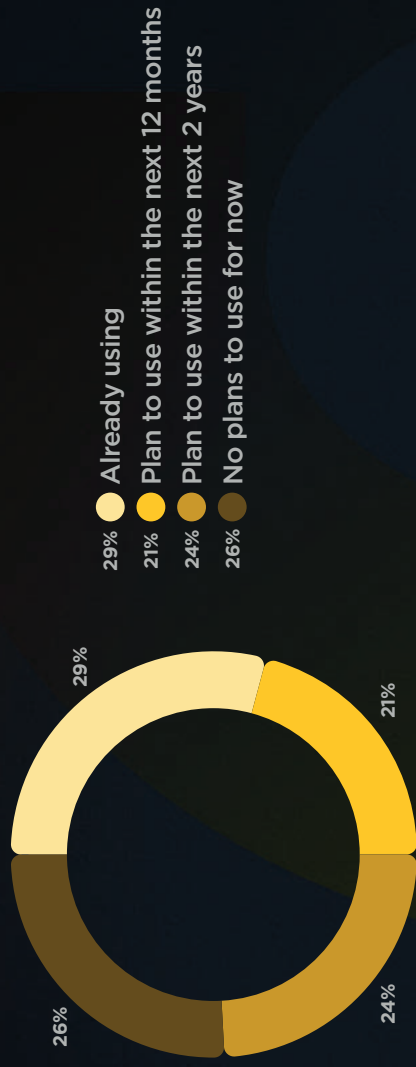 29%
21%
24%
26%
29% Already using
21% Plan to use within the next 12 months
24% Plan to use within the next 2 years
26% No plans to use for now